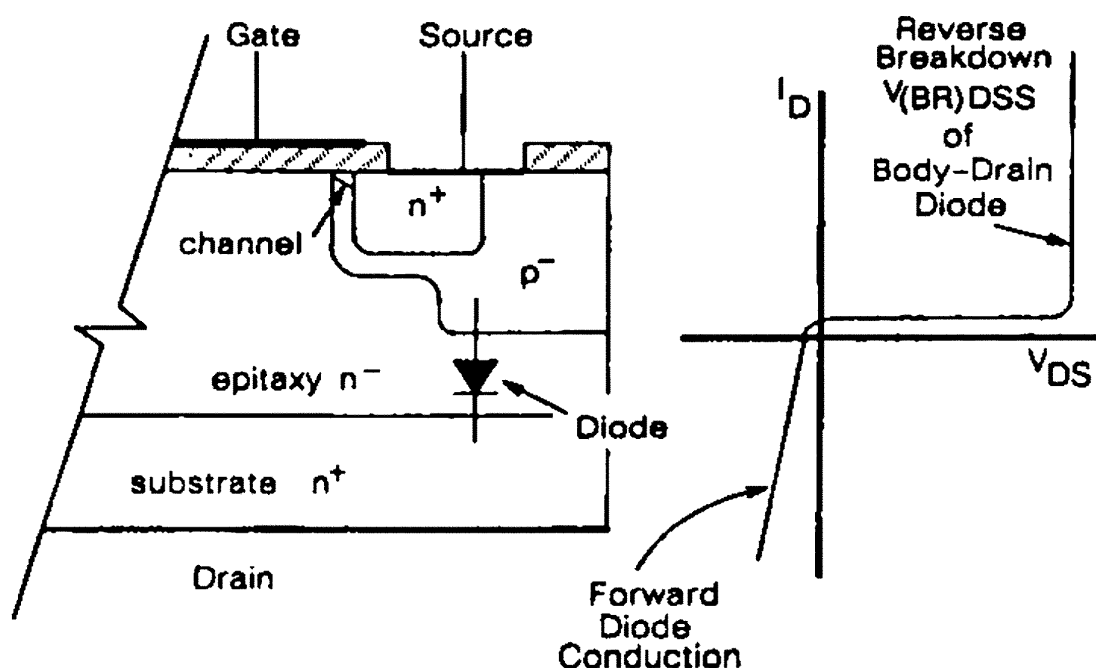 Gate
Source
n+
channel
p−
epitaxy n−
Diode
substrate n+
Drain
Reverse
Breakdown
V(BR)DSS
of
Body-Drain
Diode
ID
VDS
Forward
Diode
Conduction